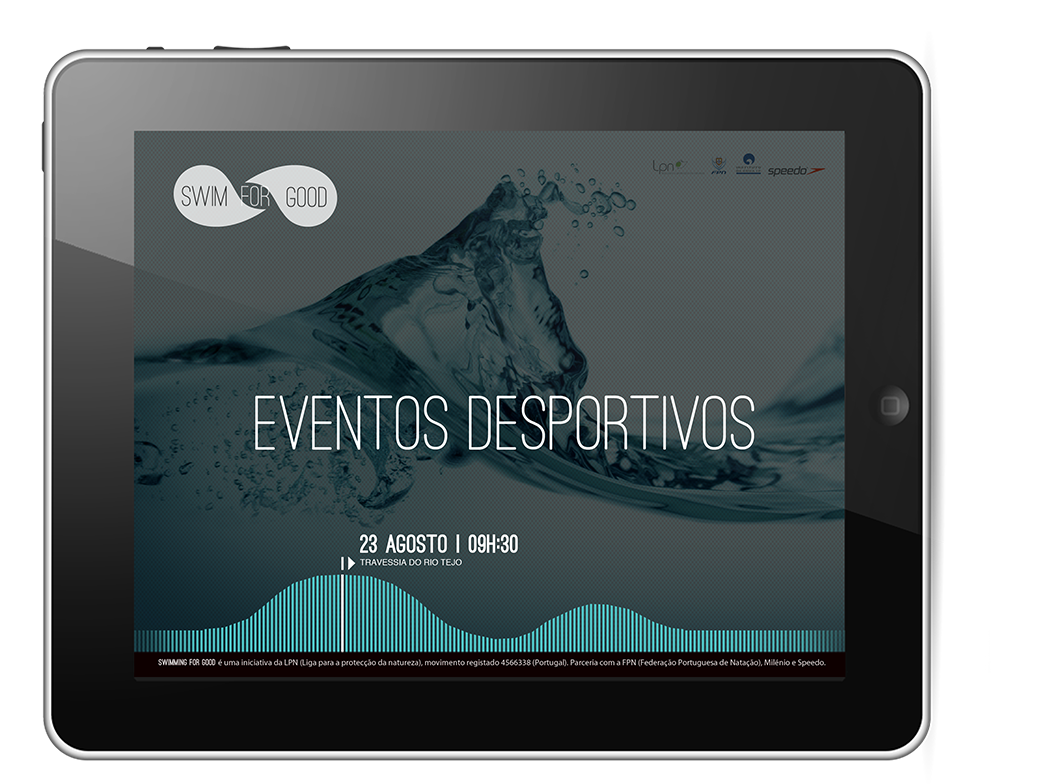 SWIM FOR GOOD
Lpn FPN speedo
EVENTOS DESPORTIVOS
23 AGOSTO | 09H:30
TRAVESSIA DO RIO TEJO
SWIMMING FOR GOOD é uma iniciativa da LPN (Liga para a protecção da natureza), movimento registado 4566338 (Portugal). Parceria com a FPN (Federação Portuguesa de Natação), Milénio e Speedo.